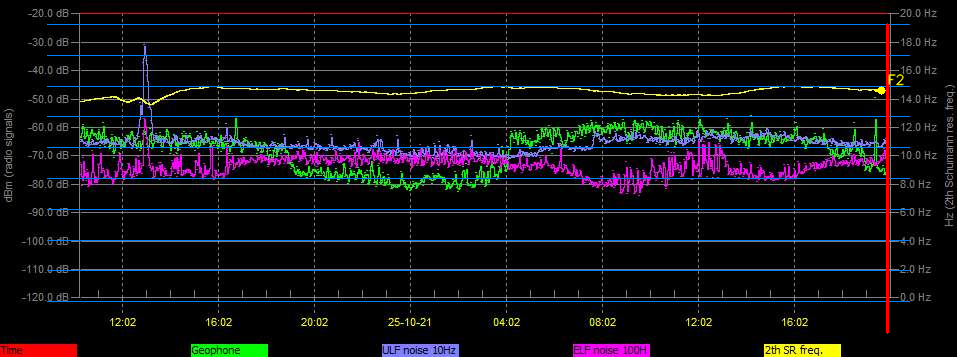 -20.0 dB 20.0 Hz
-30.0 dB 18.0 Hz
-40.0 dB 16.0 Hz
F2
-50.0 dB 14.0 Hz
-60.0 dB 12.0 Hz
-70.0 dB 10.0 Hz
-80.0 dB 8.0 Hz
-90.0 dB 6.0 Hz
-100.0 dB 4.0 Hz
-110.0 dB 2.0 Hz
-120.0 dB 0.0 Hz
dBm (radio signals)
Hz (2th Schumann res. freq.)
12:02 16:02 20:02 25-10-21 04:02 08:02 12:02 16:02
Time Geophone ULF noise 10Hz ELF noise 100H 2th SR freq.